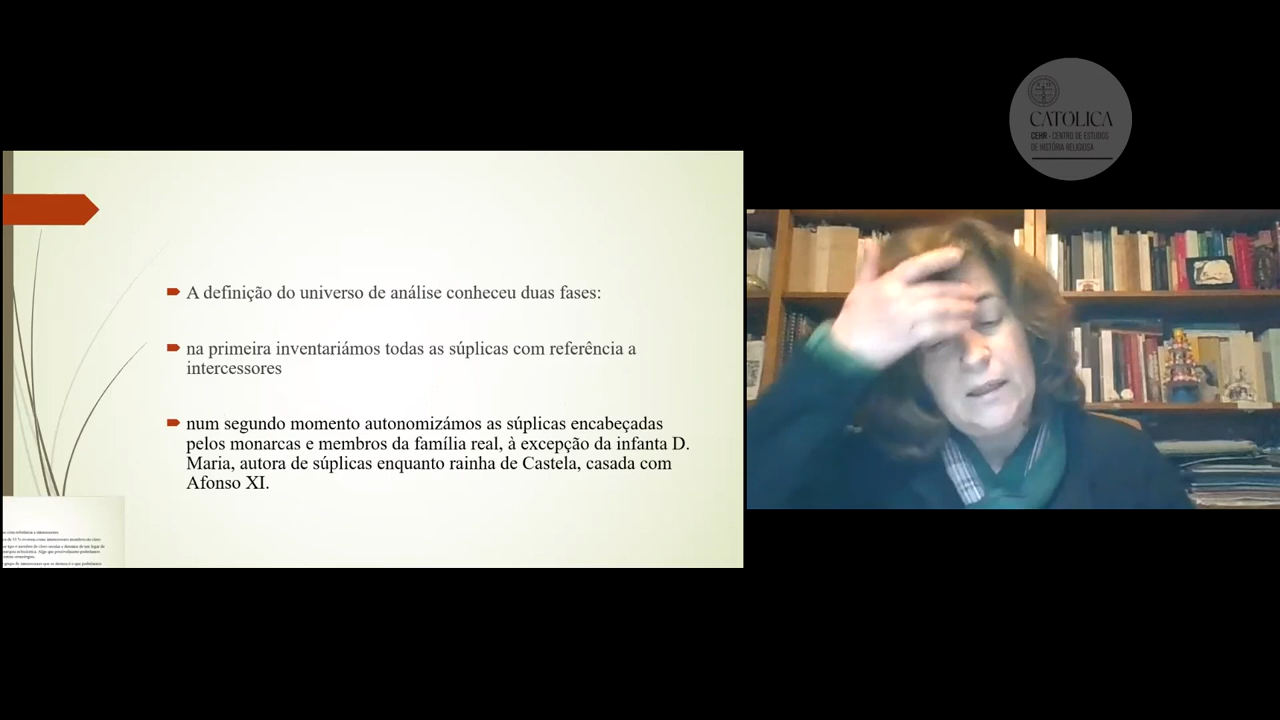 CATOLICA
CEHR - CENTRO DE ESTUDOS
DE HISTÓRIA RELIGIOSA
A definição do universo de análise conheceu duas fases:
na primeira inventariámos todas as súplicas com referência a
intercessores
num segundo momento autonomizámos as súplicas encabeçadas
pelos monarcas e membros da família real, à excepção da infanta D.
Maria, autora de súplicas enquanto rainha de Castela, casada com
Afonso XI.